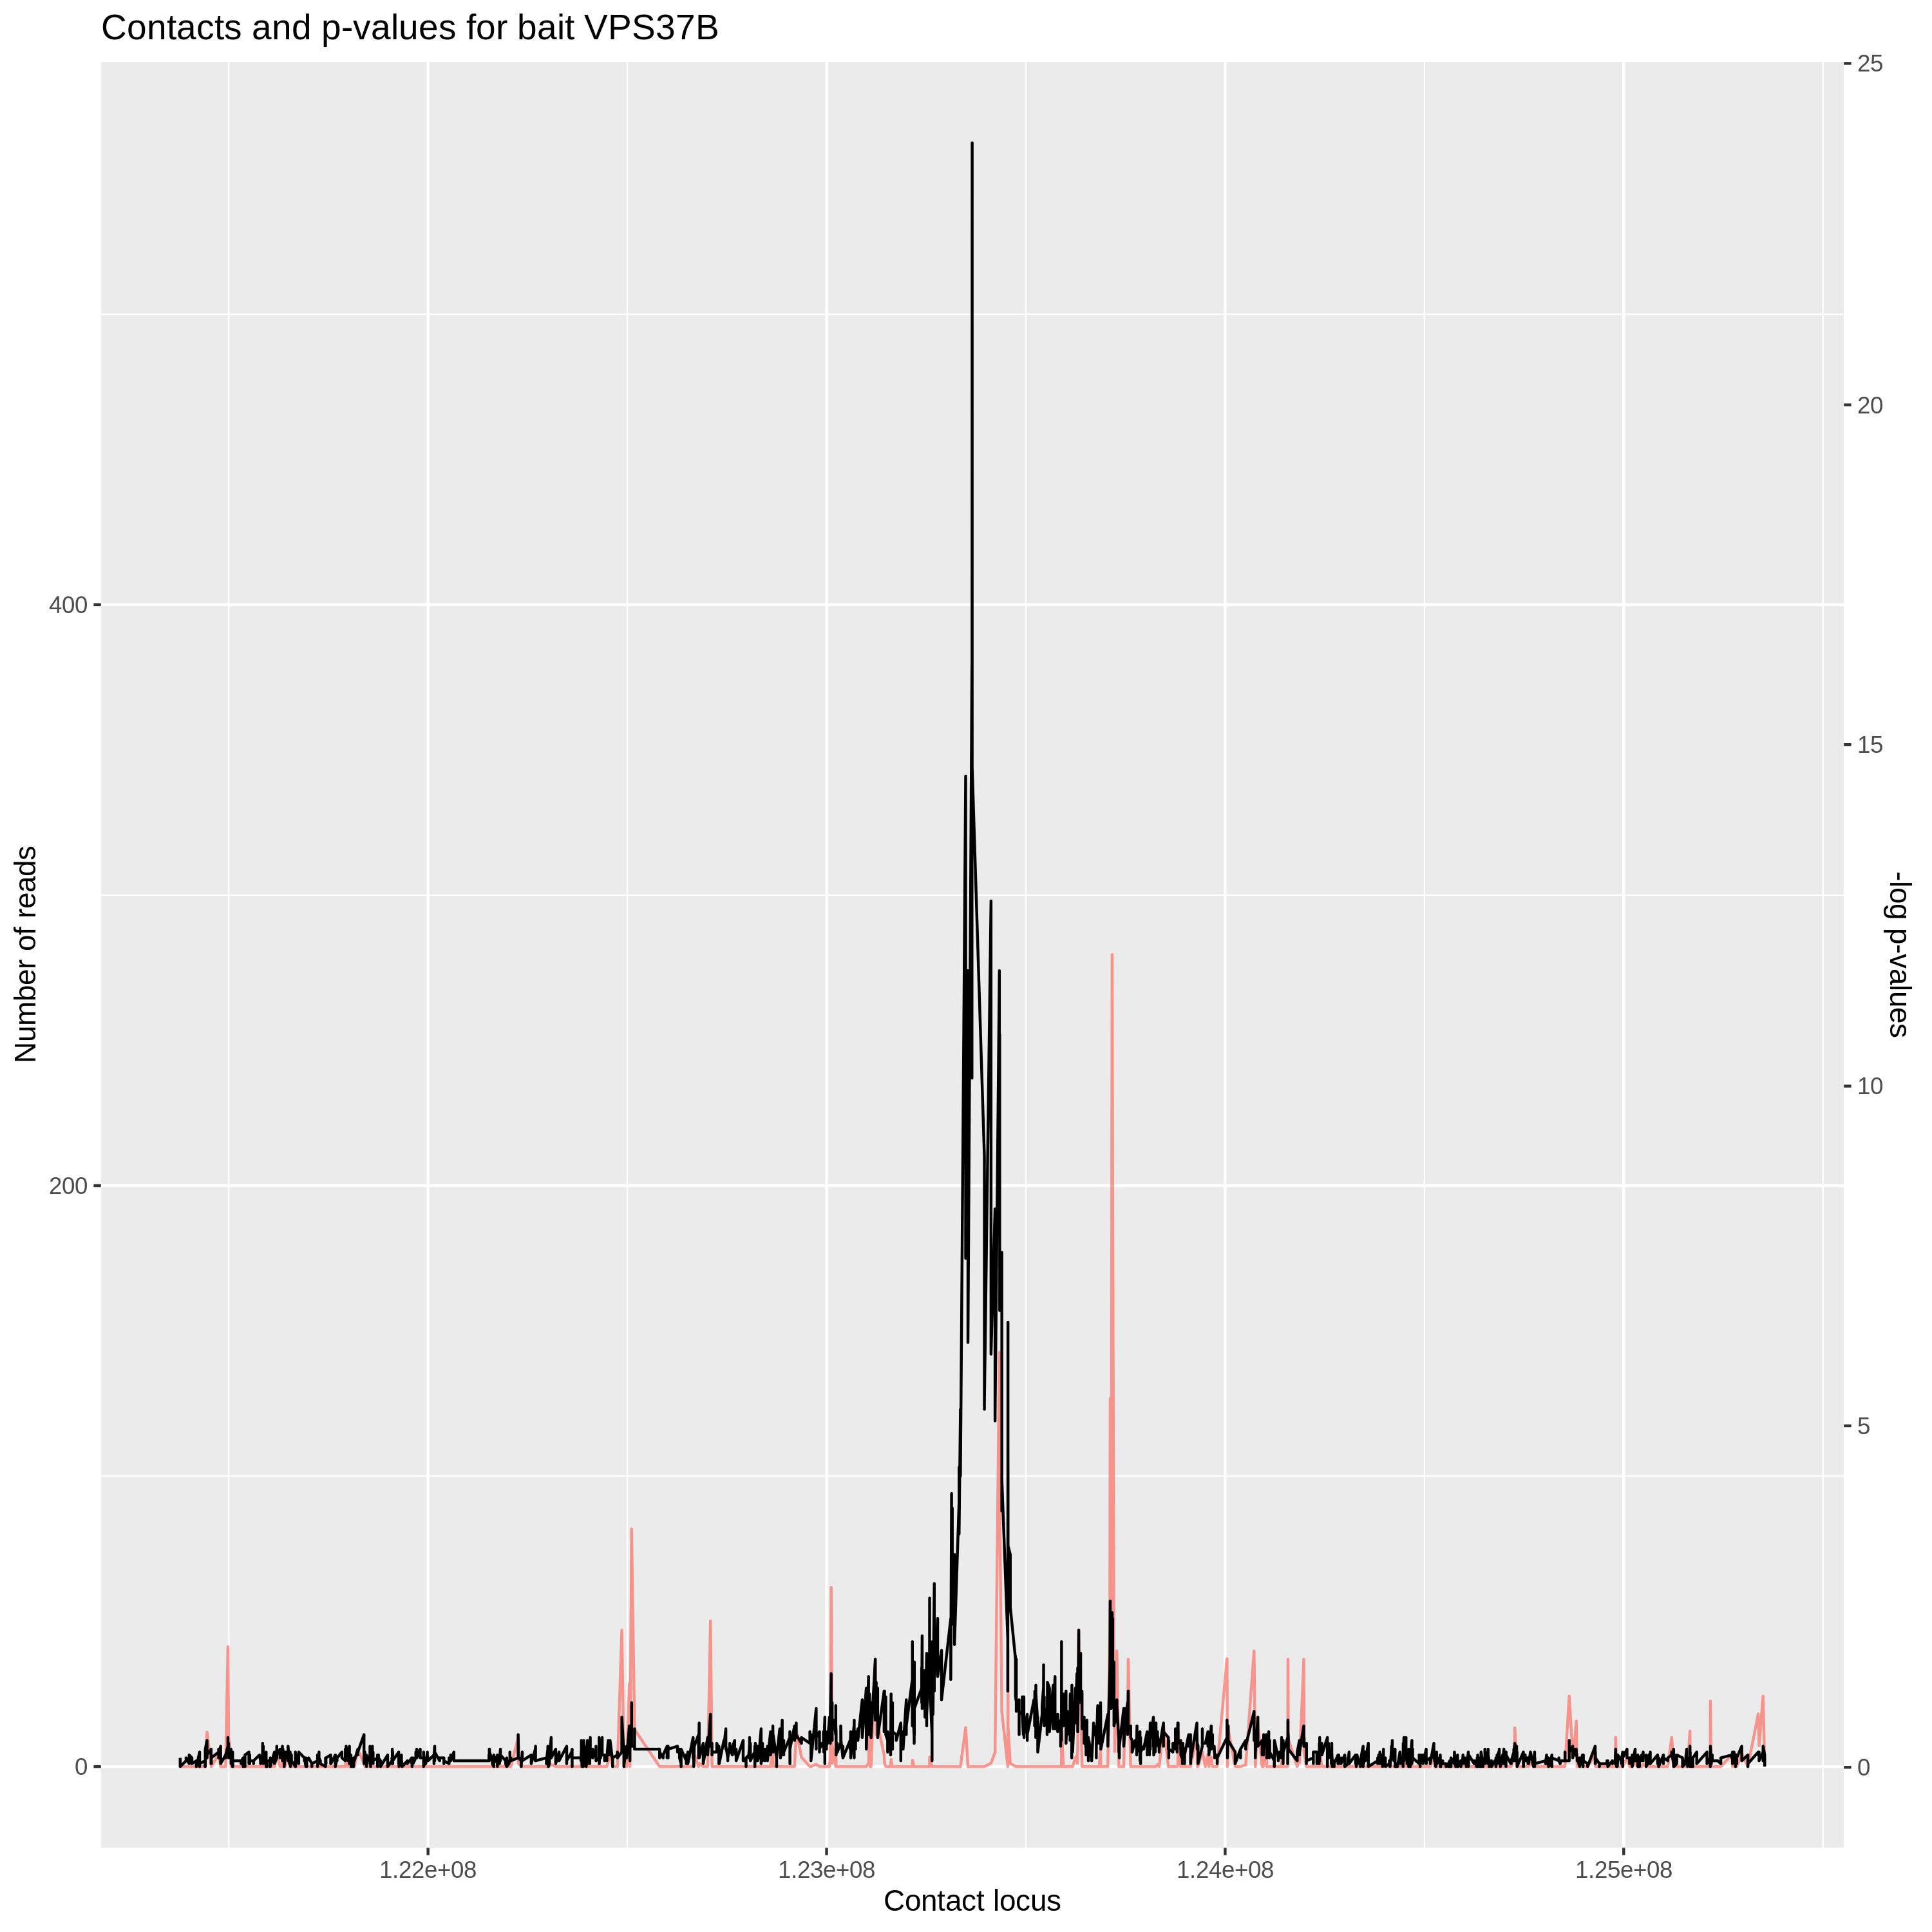 Contacts and p-values for bait VPS37B
Number of reads
400
200
0
25
20
15
10
5
0
-log p-values
1.22e+08
1.23e+08
1.24e+08
1.25e+08
Contact locus